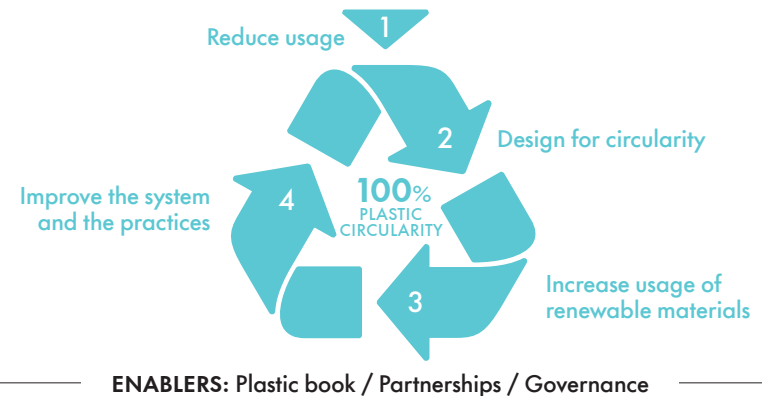 1
Reduce usage
2
Design for circularity
4
Improve the system
and the practices
100%
PLASTIC
CIRCULARITY
3
Increase usage of
renewable materials
ENABLERS: Plastic book / Partnerships / Governance